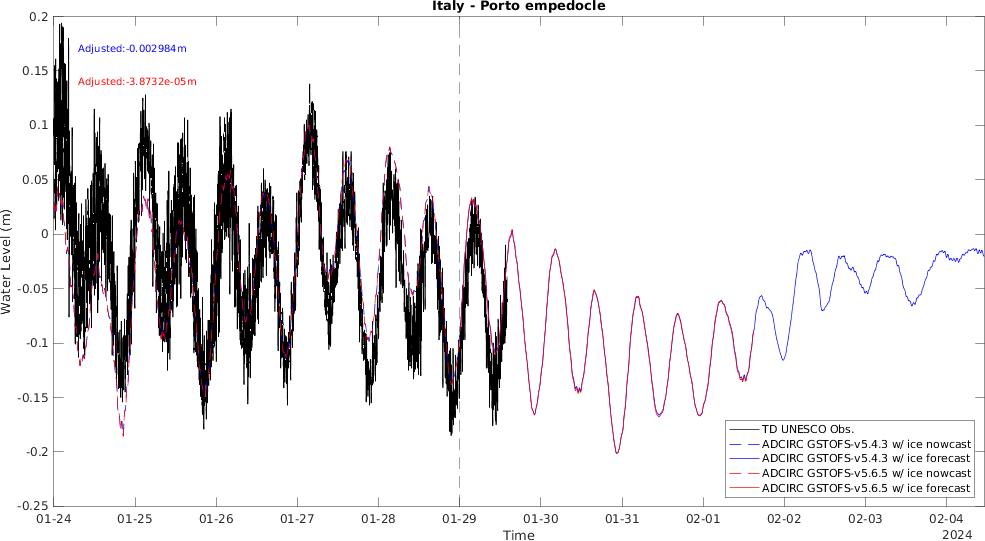 Italy - Porto empedocle
Adjusted:-0.002984m
Adjusted:-3.8732e-05m
0.2
0.15
0.1
0.05
0
-0.05
-0.1
-0.15
-0.2
-0.25
Water Level (m)
TD UNESCO Obs.
ADCIRC GSTOFS-v5.4.3 w/ ice nowcast
ADCIRC GSTOFS-v5.4.3 w/ ice forecast
ADCIRC GSTOFS-v5.6.5 w/ ice nowcast
ADCIRC GSTOFS-v5.6.5 w/ ice forecast
01-24 01-25 01-26 01-27 01-28 01-29 01-30 01-31 02-01 02-02 02-03 02-04
Time
2024